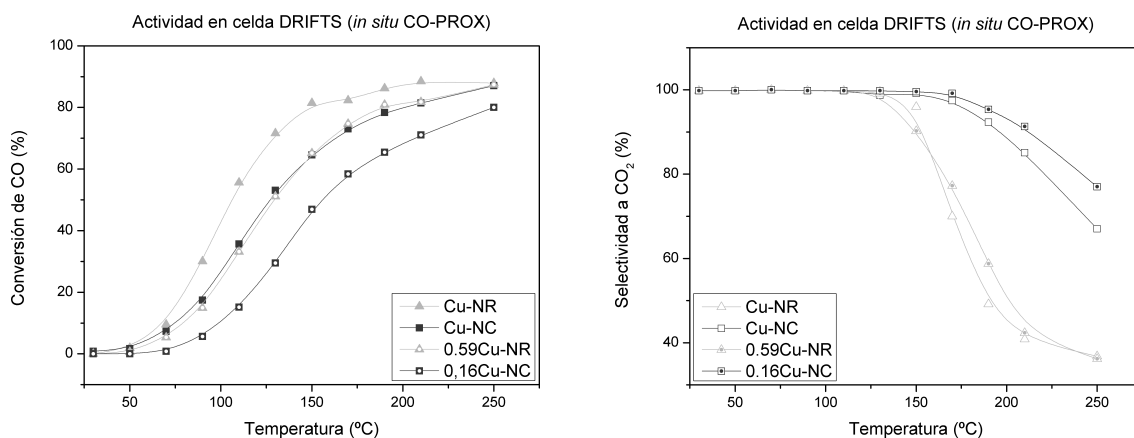 Actividad en celda DRIFTS (in situ CO-PROX)
100
80
60
40
20
0
Conversión de CO (%)
50
100
150
200
250
Temperatura (ºC)
Cu-NR
Cu-NC
0.59Cu-NR
0,16Cu-NC
Actividad en celda DRIFTS (in situ CO-PROX)
100
80
60
40
Selectividad a CO₂ (%)
50
100
150
200
250
Temperatura (ºC)
Cu-NR
Cu-NC
0.59Cu-NR
0.16Cu-NC